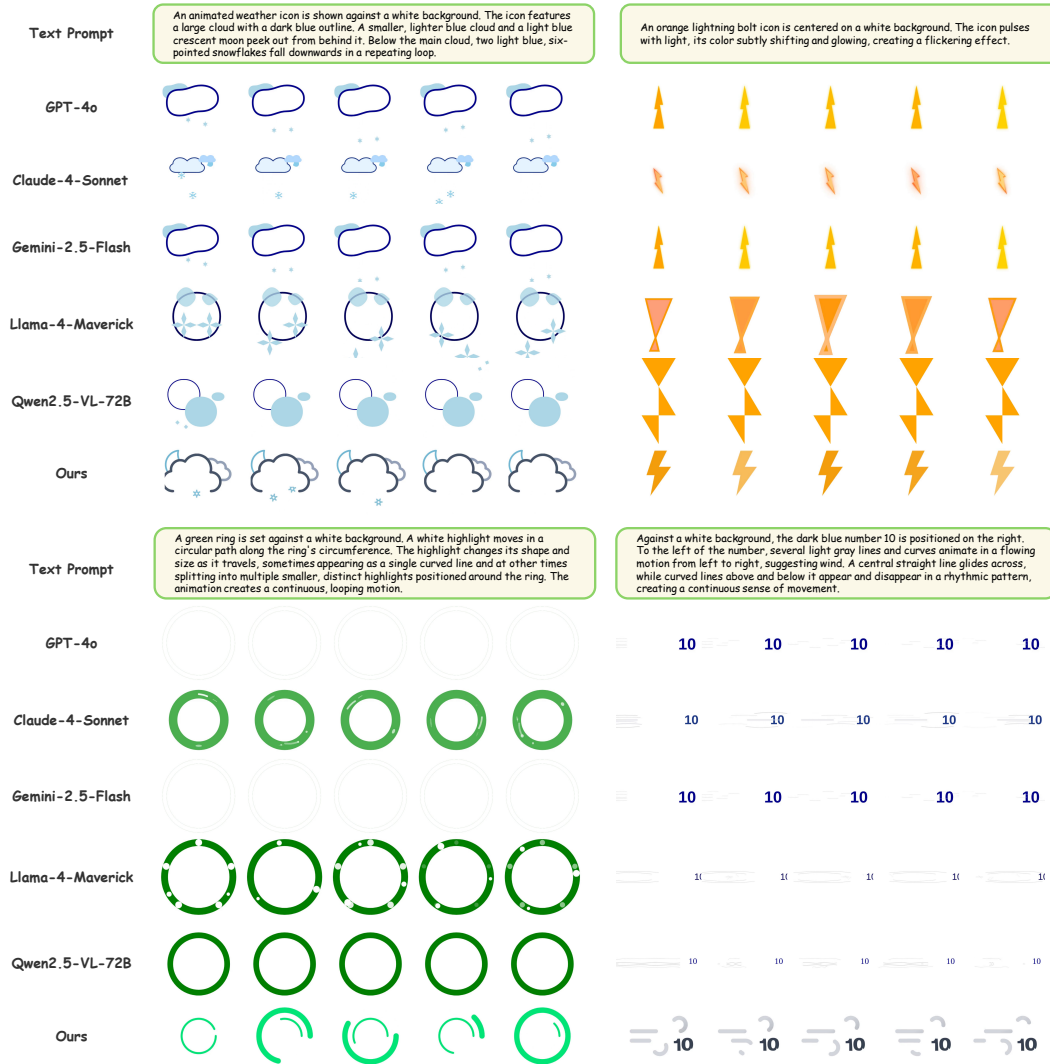 Text Prompt
An animated weather icon is shown against a white background. The icon features
a large cloud with a dark blue outline. A smaller, lighter blue cloud and a light blue
crescent moon peek out from behind it. Below the main cloud, two light blue, six-
pointed snowflakes fall downwards in a repeating loop.
An orange lightning bolt icon is centered on a white background. The icon pulses
with light, its color subtly shifting and glowing, creating a flickering effect.
GPT-4o
Claude-4-Sonnet
Gemini-2.5-Flash
Llama-4-Maverick
Qwen2.5-VL-72B
Ours
Text Prompt
A green ring is set against a white background. A white highlight moves in a
circular path along the ring's circumference. The highlight changes its shape and
size as it travels, sometimes appearing as a single curved line and at other times
splitting into multiple smaller, distinct highlights positioned around the ring. The
animation creates a continuous, looping motion.
Against a white background, the dark blue number 10 is positioned on the right.
To the left of the number, several light gray lines and curves animate in a flowing
motion from left to right, suggesting wind. A central straight line glides across,
while curved lines above and below it appear and disappear in a rhythmic pattern,
creating a continuous sense of movement.
GPT-4o
10 10 10 10 10
Claude-4-Sonnet
10 10 10 10 10
Gemini-2.5-Flash
10 10 10 10 10
Llama-4-Maverick
10 10 10 10 10
Qwen2.5-VL-72B
10 10 10 10 10
Ours
10 10 10 10 10